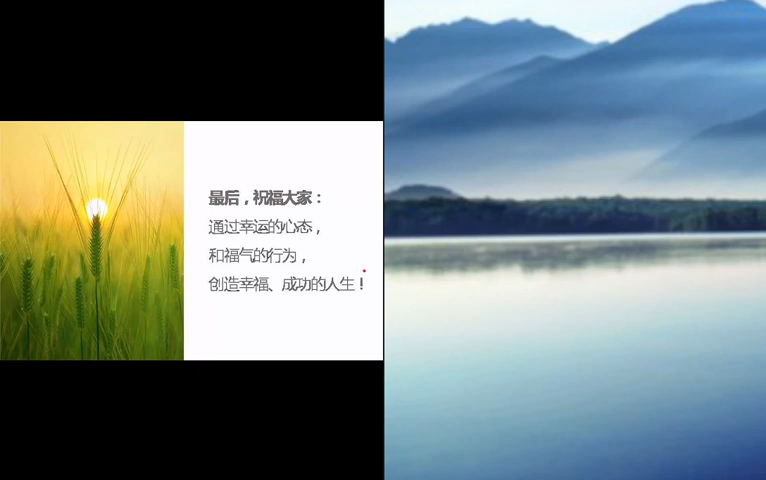 最后，祝福大家：
通过幸运的心态，
和福气的行为，
创造幸福、成功的人生！